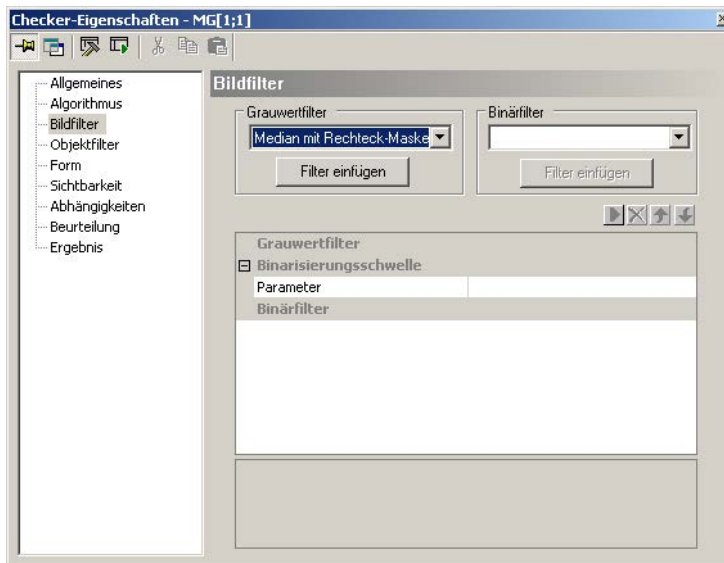 Checker-Eigenschaften - MG[1;1]
Allgemeines
Algorithmus
Bildfilter
Objektfilter
Form
Sichtbarkeit
Abhängigkeiten
Beurteilung
Ergebnis
Bildfilter
Grauwertfilter
Median mit Rechteck-Maske
Filter einfügen
Binärfilter
Filter einfügen
Grauwertfilter
Binarisierungsschwelle
Parameter
Binärfilter